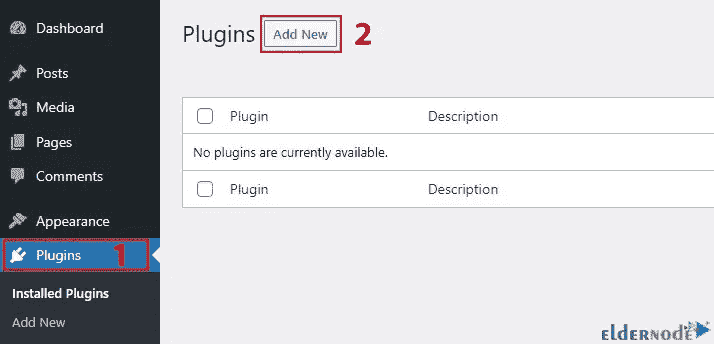 Dashboard
Posts
Media
Pages
Comments
Appearance
Plugins 1
Installed Plugins
Add New
Plugins Add New 2
Plugin Description
No plugins are currently available.
Plugin Description
ELDERNODE